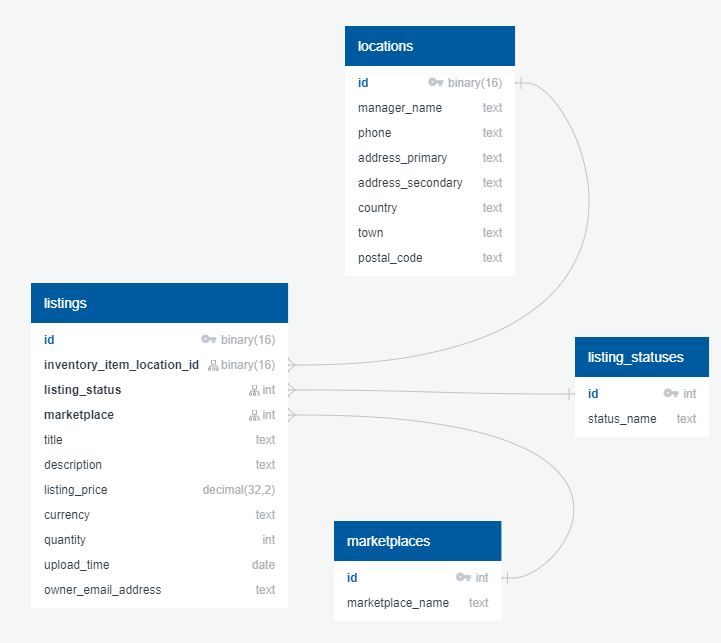 locations
id binary(16)
manager_name text
phone text
address_primary text
address_secondary text
country text
town text
postal_code text
listings
id binary(16)
inventory_item_location_id binary(16)
listing_status int
marketplace int
title text
description text
listing_price decimal(32,2)
currency text
quantity int
upload_time date
owner_email_address text
listing_statuses
id int
status_name text
marketplaces
id int
marketplace_name text